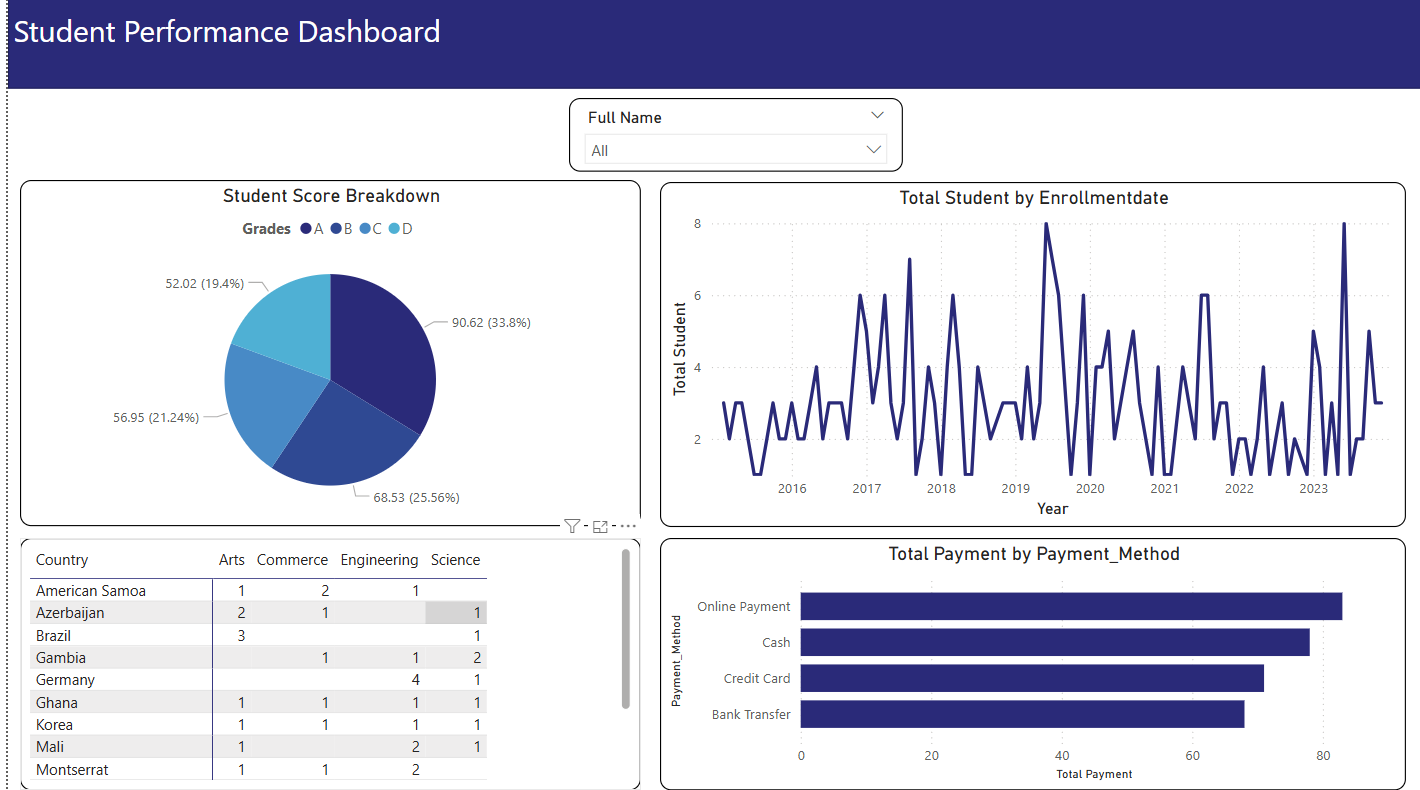 Student Performance Dashboard
Full Name
All
Student Score Breakdown
Grades A B C D
52.02 (19.4%)
90.62 (33.8%)
56.95 (21.24%)
68.53 (25.56%)
Total Student by Enrollmentdate
Total Student
8
6
4
2
2016 2017 2018 2019 2020 2021 2022 2023
Year
Country Arts Commerce Engineering Science
American Samoa 1 2 1
Azerbaijan 2 1 1
Brazil 3 1
Gambia 1 1 2
Germany 4 1
Ghana 1 1 1 1
Korea 1 1 1 1
Mali 1 2 1
Montserrat 1 1 2
Total Payment by Payment_Method
Payment_Method
Online Payment
Cash
Credit Card
Bank Transfer
0 20 40 60 80
Total Payment